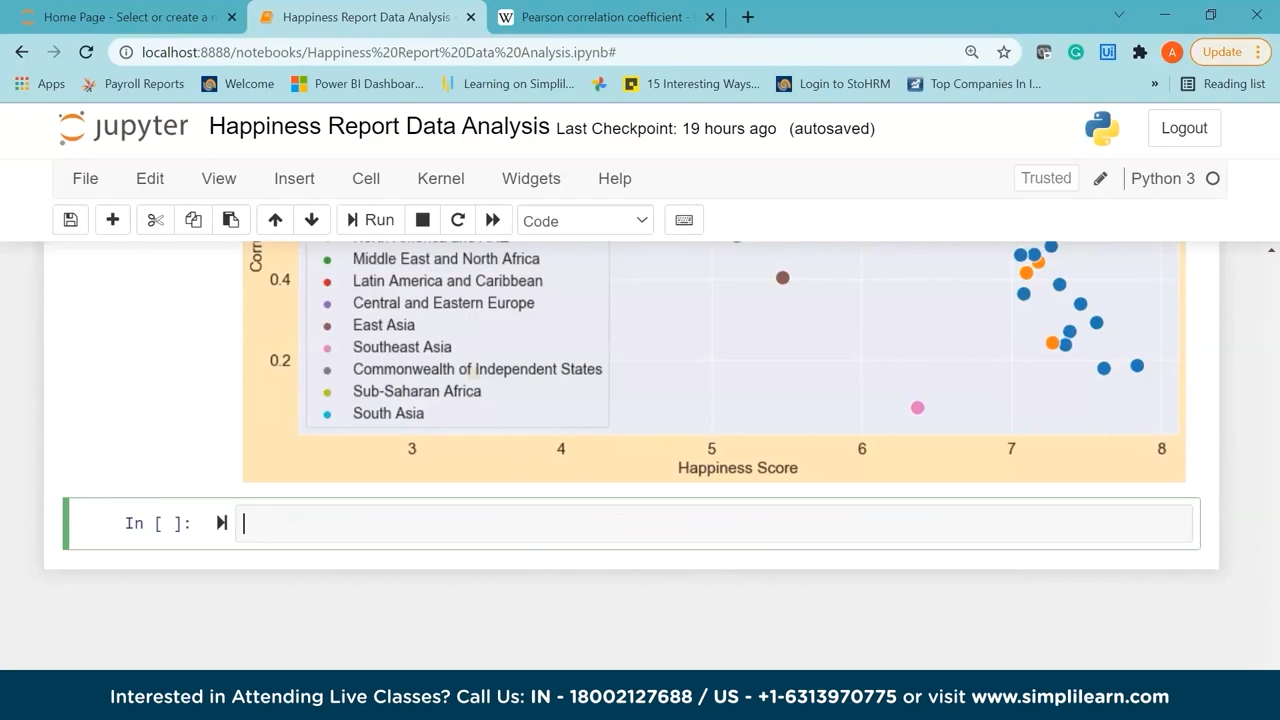 Home Page - Select or create a n
Happiness Report Data Analysis
Pearson correlation coefficient -
localhost:8888/notebooks/Happiness%20Report%20Data%20Analysis.ipynb#
Update
Apps
Payroll Reports
Welcome
Power BI Dashboar...
Learning on Simplil...
15 Interesting Ways...
Login to StoHRM
Top Companies In I...
»
Reading list
jupyter
Happiness Report Data Analysis
Last Checkpoint: 19 hours ago
(autosaved)
Logout
File
Edit
View
Insert
Cell
Kernel
Widgets
Help
Trusted
Python 3
Run
Code
Middle East and North Africa
Latin America and Caribbean
Central and Eastern Europe
East Asia
Southeast Asia
Commonwealth of Independent States
Sub-Saharan Africa
South Asia
0.4
0.2
3
4
5
6
7
8
Happiness Score
In [ ]:
Interested in Attending Live Classes? Call Us: IN - 18002127688 / US - +1-6313970775 or visit www.simplilearn.com